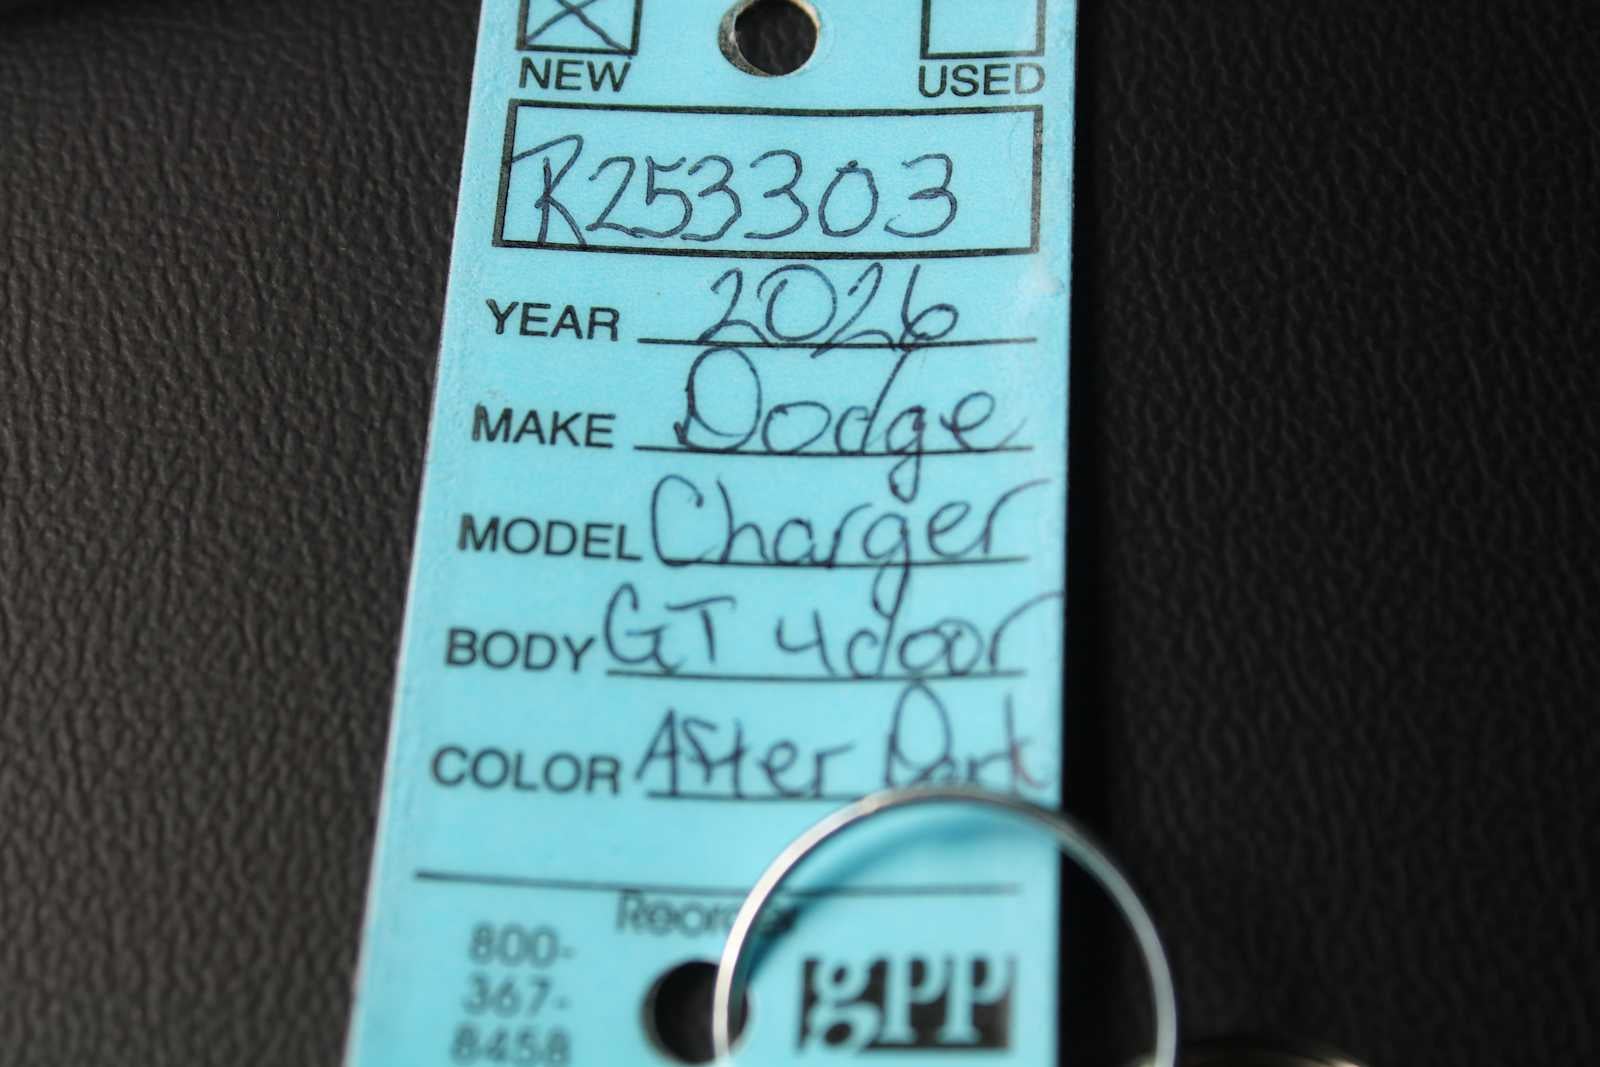 NEW USED
R253303
YEAR 2026
MAKE Dodge
MODEL Charger
BODY GT 4door
COLOR After Dark
Reorder
800-
367-
8458
gPP